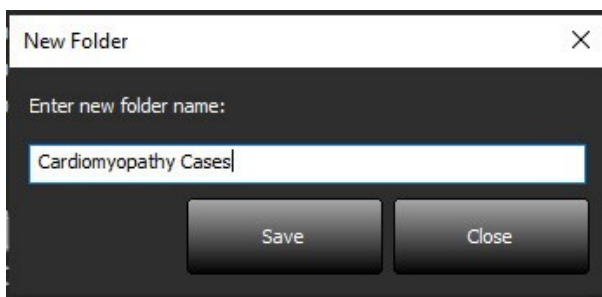 New Folder
Enter new folder name:
Cardiomyopathy Cases
Save Close